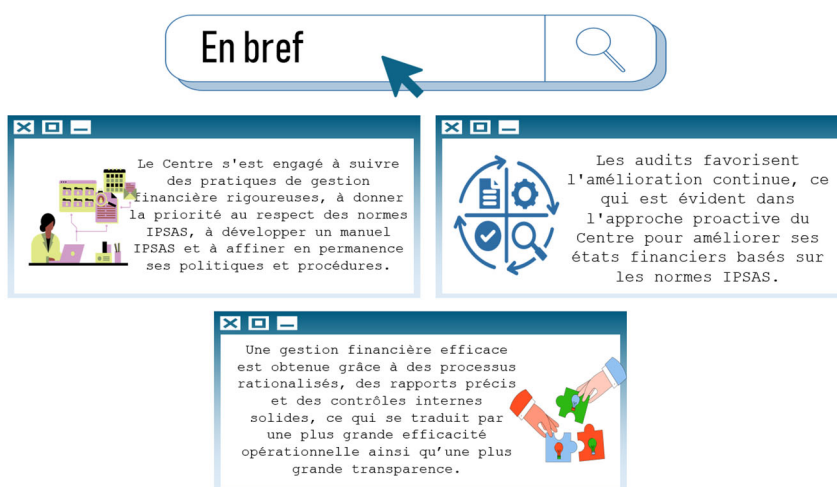 En bref
Le Centre s'est engagé à suivre
des pratiques de gestion
financière rigoureuses, à donner
la priorité au respect des normes
IPSAS, à développer un manuel
IPSAS et à affiner en permanence
ses politiques et procédures.
Les audits favorisent
l'amélioration continue, ce
qui est évident dans
l'approche proactive du
Centre pour améliorer ses
états financiers basés sur
les normes IPSAS.
Une gestion financière efficace
est obtenue grâce à des processus
rationalisés, des rapports précis
et des contrôles internes
solides, ce qui se traduit par
une plus grande efficacité
opérationnelle ainsi qu’une plus
grande transparence.